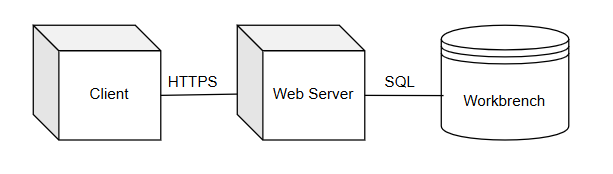 Client
HTTPS
Web Server
SQL
Workbrench